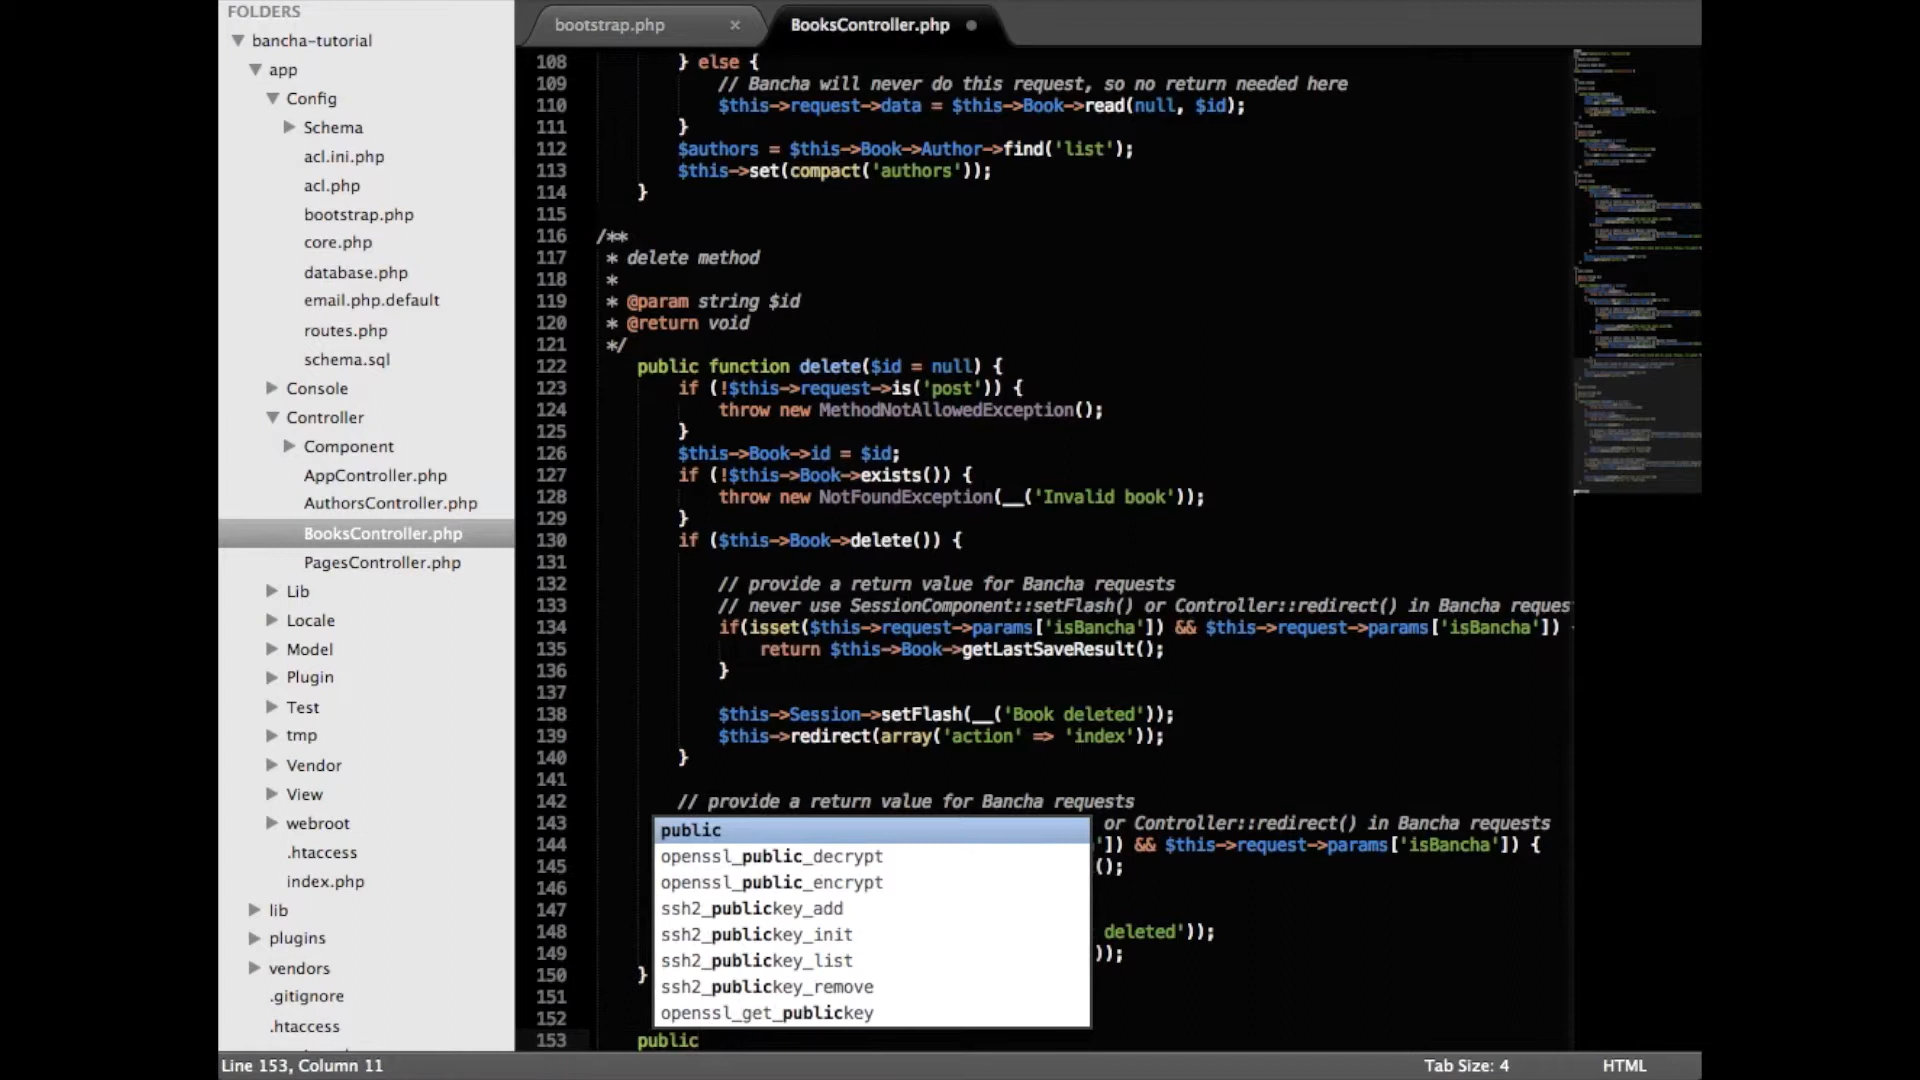 FOLDERS
bancha-tutorial
app
Config
Schema
acl.ini.php
acl.php
bootstrap.php
core.php
database.php
email.php.default
routes.php
schema.sql
Console
Controller
Component
AppController.php
AuthorsController.php
BooksController.php
PagesController.php
Lib
Locale
Model
Plugin
Test
tmp
Vendor
View
webroot
.htaccess
index.php
lib
plugins
vendors
.gitignore
.htaccess
bootstrap.php ×
BooksController.php
108 } else {
109 // Bancha will never do this request, so no return needed here
110 $this->request->data = $this->Book->read(null, $id);
111 }
112 $authors = $this->Book->Author->find('list');
113 $this->set(compact('authors'));
114 }
115
116 /**
117 * delete method
118 *
119 * @param string $id
120 * @return void
121 */
122 public function delete($id = null) {
123 if (!$this->request->is('post')) {
124 throw new MethodNotAllowedException();
125 }
126 $this->Book->id = $id;
127 if (!$this->Book->exists()) {
128 throw new NotFoundException(__('Invalid book'));
129 }
130 if ($this->Book->delete()) {
131
132 // provide a return value for Bancha requests
133 // never use SessionComponent::setFlash() or Controller::redirect() in Bancha reques
134 if(isset($this->request->params['isBancha']) && $this->request->params['isBancha'])
135 return $this->Book->getLastSaveResult();
136 }
137
138 $this->Session->setFlash(__('Book deleted'));
139 $this->redirect(array('action' => 'index'));
140 }
141
142 // provide a return value for Bancha requests
143 or Controller::redirect() in Bancha requests
144 ']) && $this->request->params['isBancha']) {
145 ();
146
147
148 deleted'));
149 ));
150 }
151
152
153 public
public
openssl_public_decrypt
openssl_public_encrypt
ssh2_publickey_add
ssh2_publickey_init
ssh2_publickey_list
ssh2_publickey_remove
openssl_get_publickey
Line 153, Column 11
Tab Size: 4
HTML